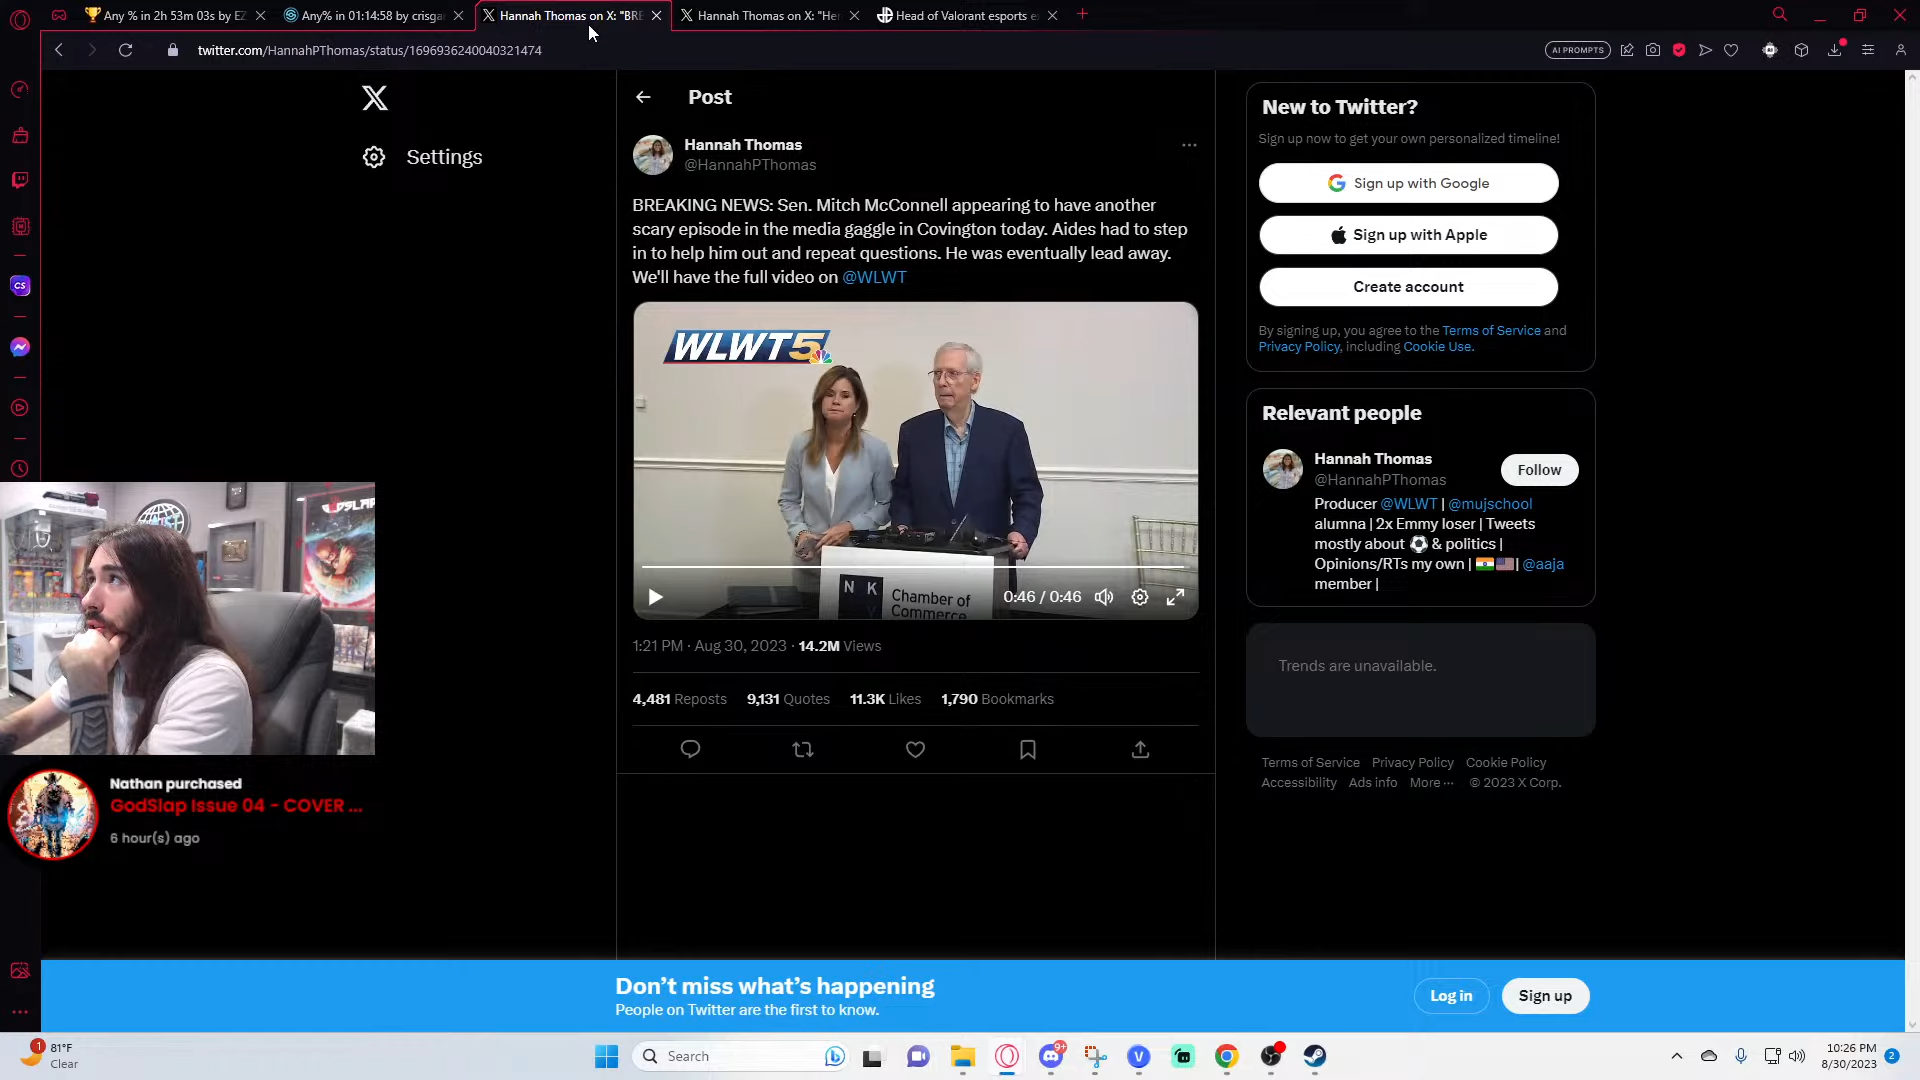 Any % in 2h 53m 03s by EZ
Any% in 01:14:58 by crisga
Hannah Thomas on X: "BRE
Hannah Thomas on X: "Her
Head of Valorant esports e
twitter.com/HannahPThomas/status/1696936240040321474
AI PROMPTS
Settings
Post
Hannah Thomas
@HannahPThomas
BREAKING NEWS: Sen. Mitch McConnell appearing to have another
scary episode in the media gaggle in Covington today. Aides had to step
in to help him out and repeat questions. He was eventually lead away.
We'll have the full video on @WLWT
WLWT5
N K
Chamber of
Commerce
0:46 / 0:46
1:21 PM · Aug 30, 2023 · 14.2M Views
4,481 Reposts 9,131 Quotes 11.3K Likes 1,790 Bookmarks
New to Twitter?
Sign up now to get your own personalized timeline!
Sign up with Google
Sign up with Apple
Create account
By signing up, you agree to the Terms of Service and
Privacy Policy, including Cookie Use.
Relevant people
Hannah Thomas
@HannahPThomas
Follow
Producer @WLWT | @mujschool
alumna | 2x Emmy loser | Tweets
mostly about ⚽ & politics |
Opinions/RTs my own | 🇮🇳🇺🇸| @aaja
member |
Trends are unavailable.
Terms of Service Privacy Policy Cookie Policy
Accessibility Ads info More ··· © 2023 X Corp.
CS
Nathan purchased
GodSlap Issue 04 - COVER ...
6 hour(s) ago
Don't miss what's happening
People on Twitter are the first to know.
Log in
Sign up
1
81°F
Clear
Search
9+
10:26 PM
8/30/2023
2